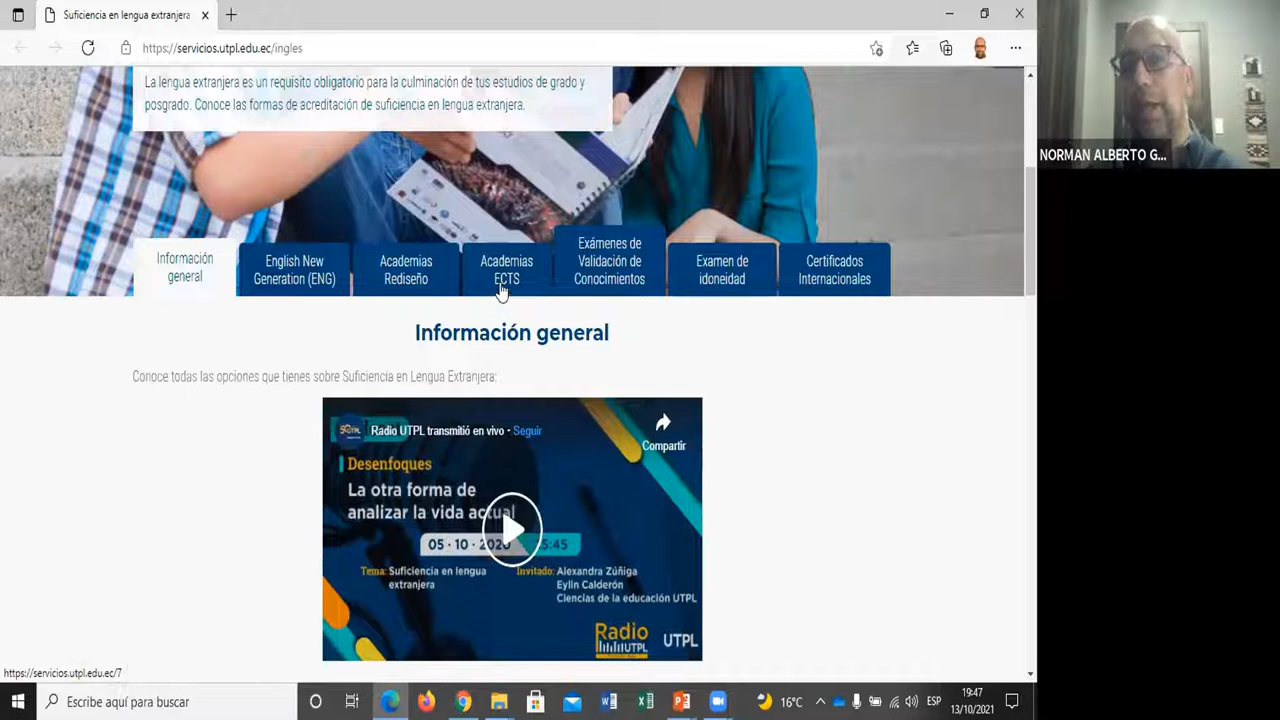 Suficiencia en lengua extranjera
https://servicios.utpl.edu.ec/ingles
La lengua extranjera es un requisito obligatorio para la culminación de tus estudios de grado y
posgrado. Conoce las formas de acreditación de suficiencia en lengua extranjera.
NORMAN ALBERTO G...
Información
general
English New
Generation (ENG)
Academias
Rediseño
Academias
ECTS
Exámenes de
Validación de
Conocimientos
Examen de
idoneidad
Certificados
Internacionales
Información general
Conoce todas las opciones que tienes sobre Suficiencia en Lengua Extranjera:
UTPL
Radio UTPL transmitió en vivo - Seguir
Compartir
Desenfoques
La otra forma de
analizar la vida actual
05 · 10 · 2020
15:45
Tema: Suficiencia en lengua
extranjera
Invitado: Alexandra Zúñiga
Eylin Calderón
Ciencias de la educación UTPL
Radio
UTPL
UTPL
https://servicios.utpl.edu.ec/7
Escribe aquí para buscar
16°C
ESP
19:47
13/10/2021